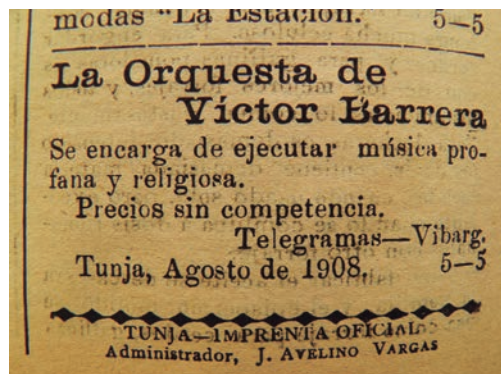 modas "La Estación. 5—5
La Orquesta de
Víctor Barrera
Se encarga de ejecutar música pro-
fana y religiosa.
Precios sin competencia.
Telegramas—Vibarg.
Tunja, Agosto de 1908. 5—5
TUNJA—IMPRENTA OFICIAL
Administrador, J. AVELINO VARGAS